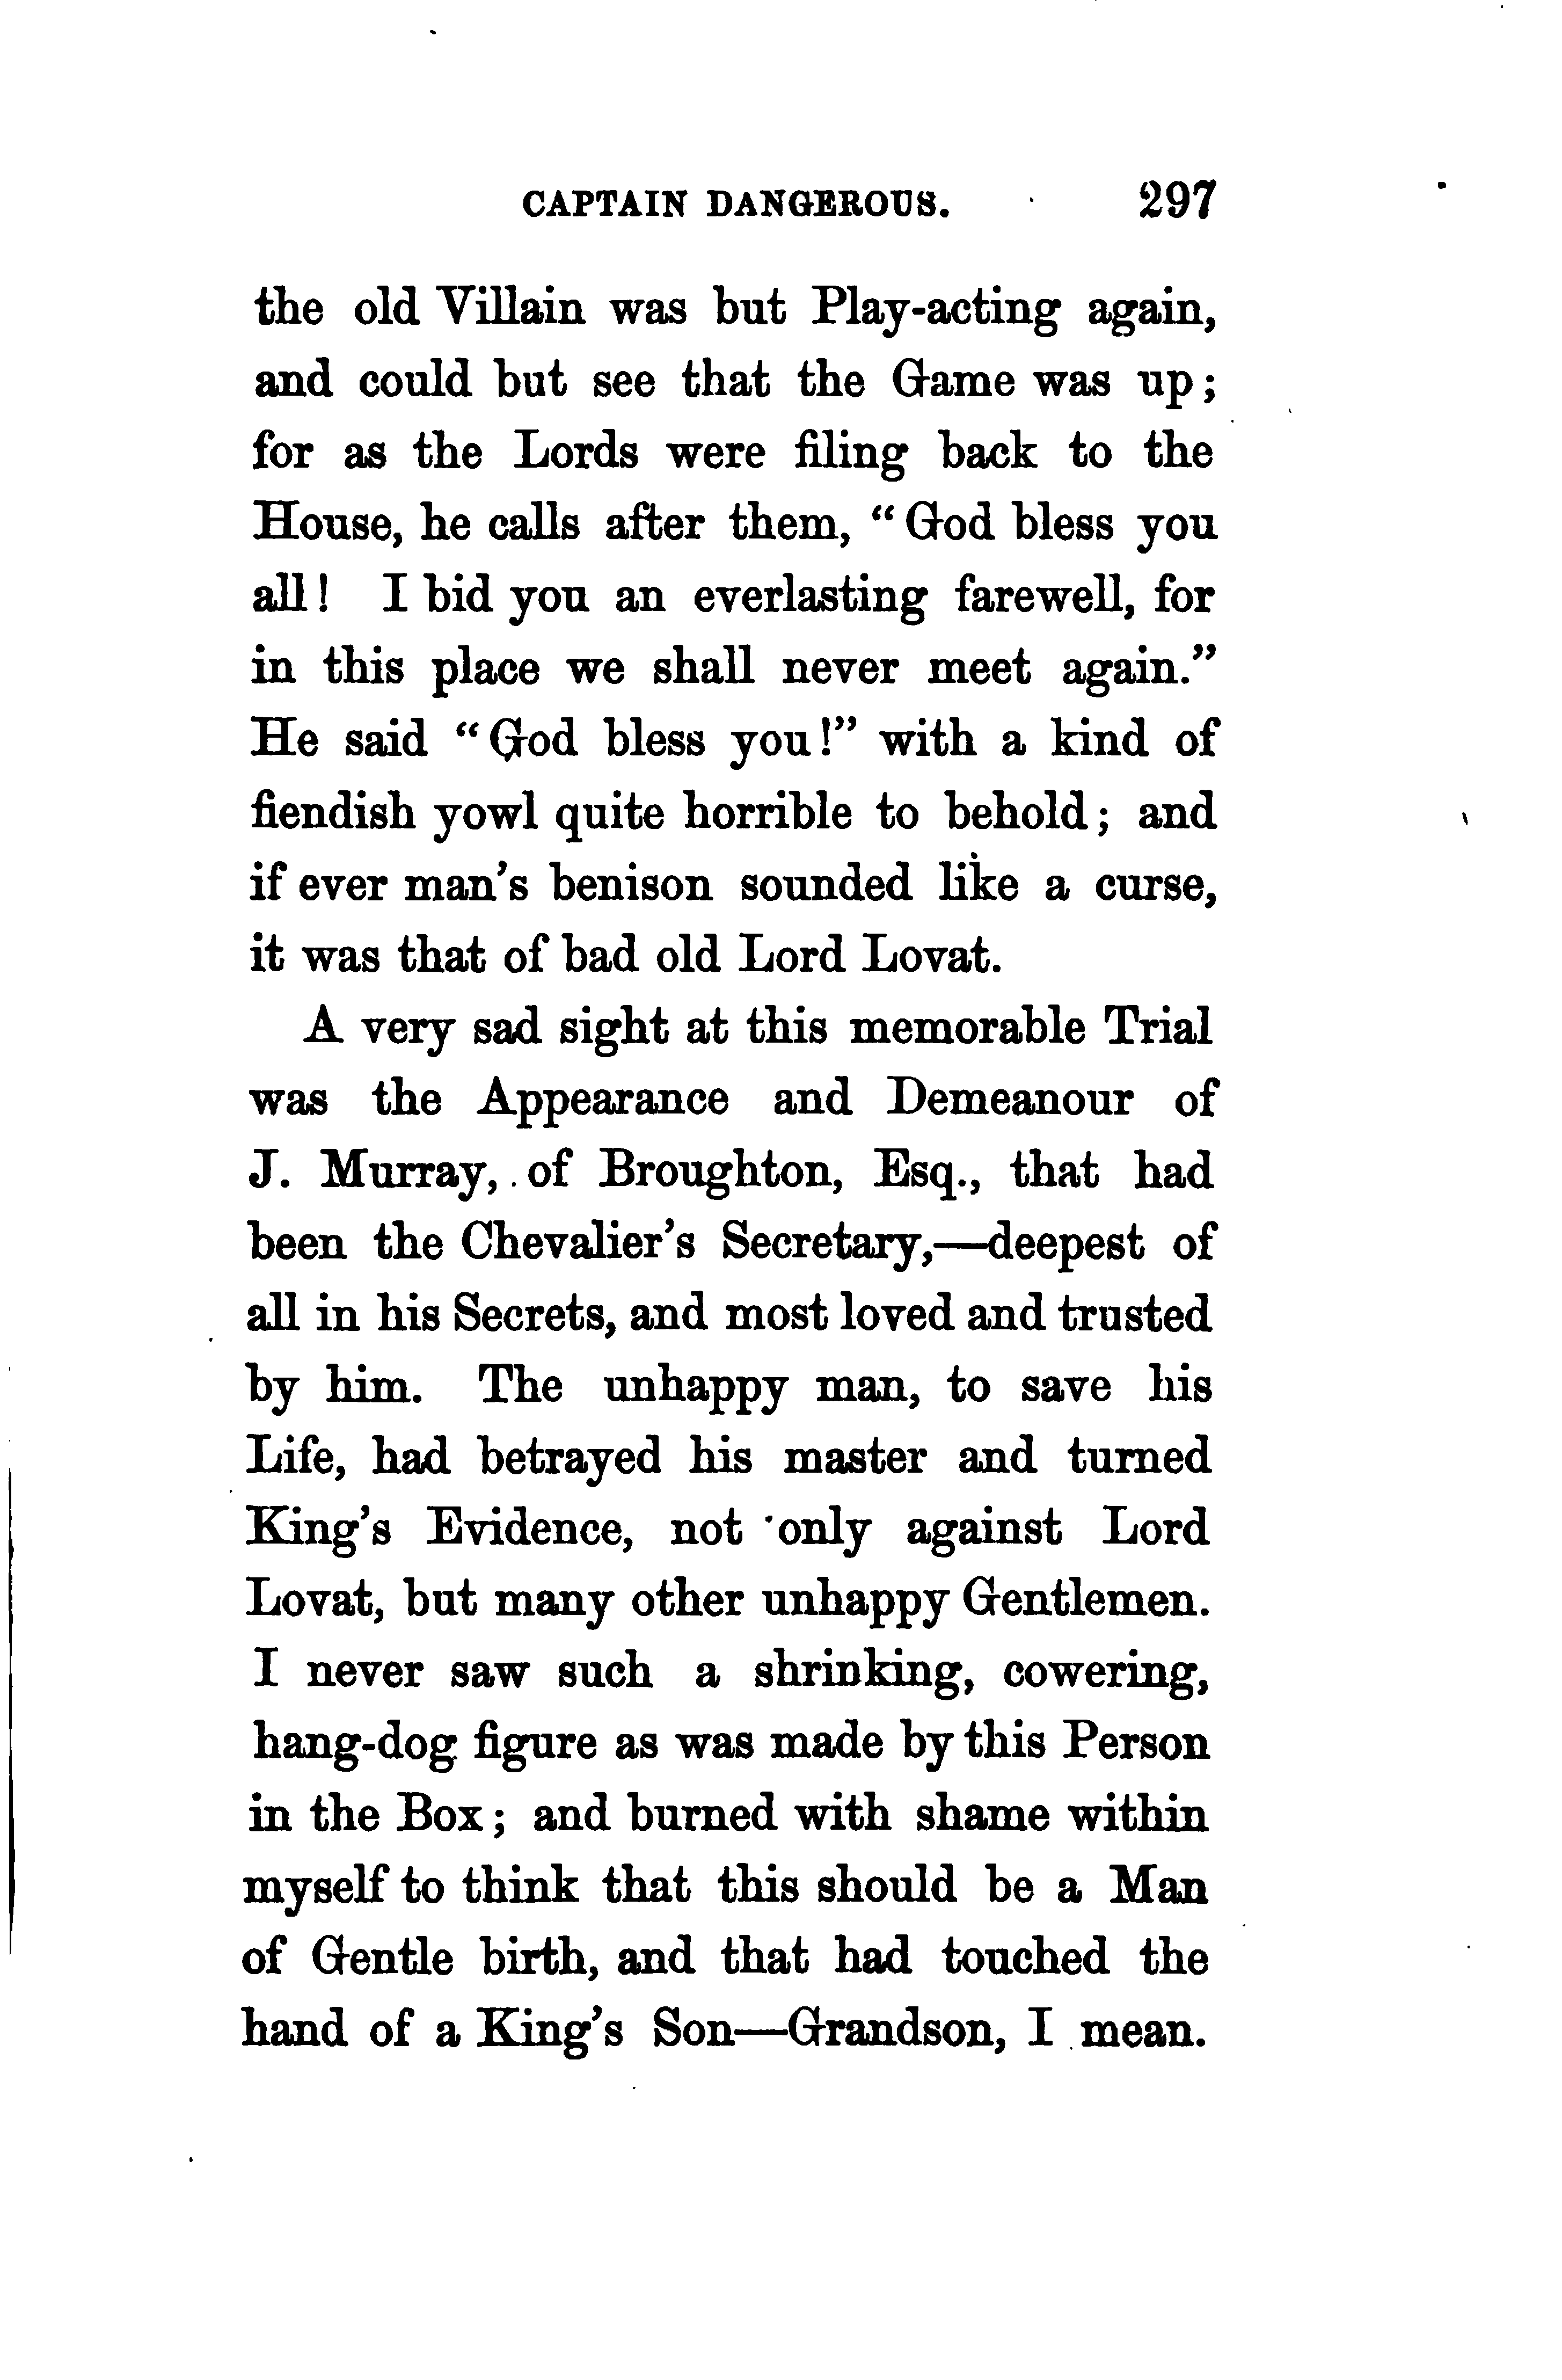 CAPTAIN DANGEROUS. 297
the old Villain was but Play-acting again,
and could but see that the Game was up;
for as the Lords were filing back to the
House, he calls after them, “God bless you
all! I bid you an everlasting farewell, for
in this place we shall never meet again.”
He said “God bless you!” with a kind of
fiendish yowl quite horrible to behold; and
if ever man’s benison sounded like a curse,
it was that of bad old Lord Lovat.
A very sad sight at this memorable Trial
was the Appearance and Demeanour of
J. Murray, of Broughton, Esq., that had
been the Chevalier’s Secretary,—deepest of
all in his Secrets, and most loved and trusted
by him. The unhappy man, to save his
Life, had betrayed his master and turned
King’s Evidence, not only against Lord
Lovat, but many other unhappy Gentlemen.
I never saw such a shrinking, cowering,
hang-dog figure as was made by this Person
in the Box; and burned with shame within
myself to think that this should be a Man
of Gentle birth, and that had touched the
hand of a King’s Son—Grandson, I mean.